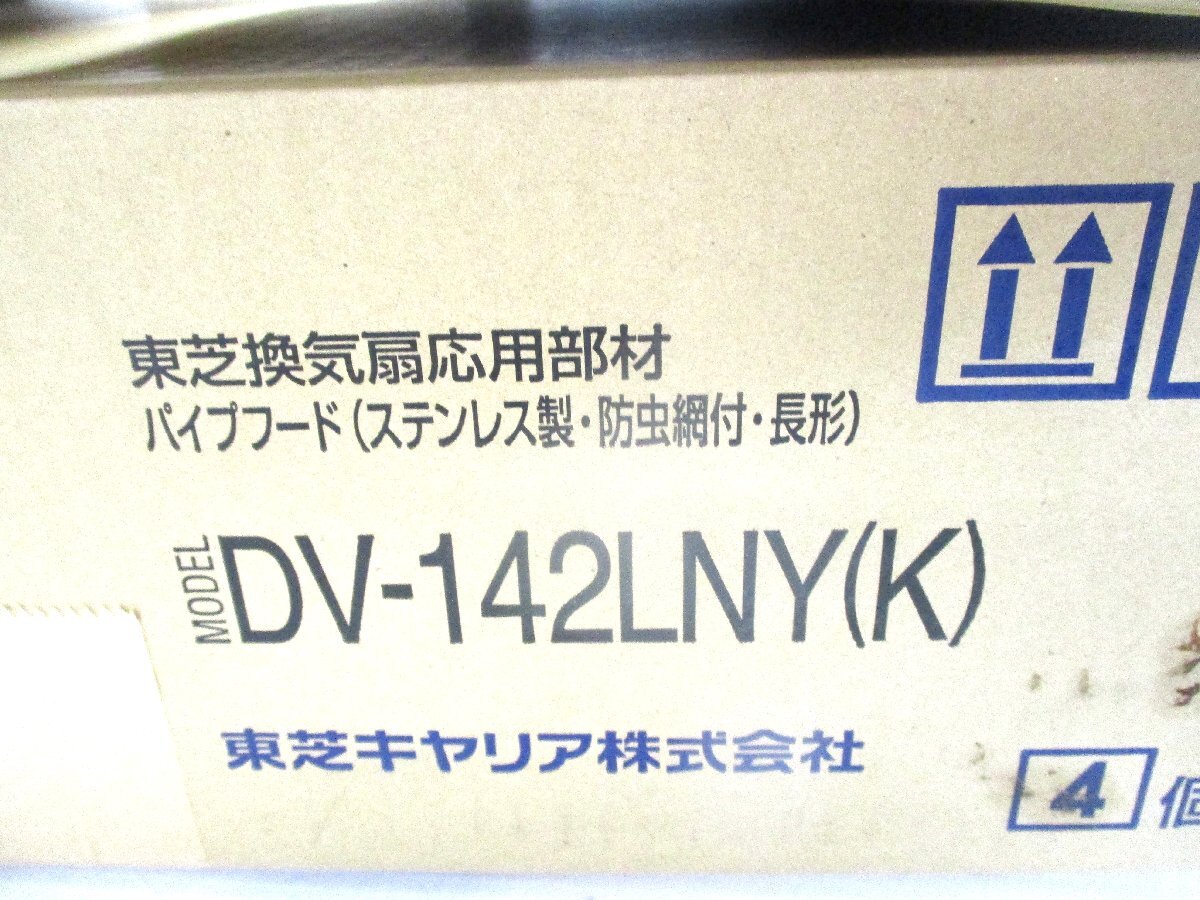 東芝換気扇応用部材
パイプフード(ステンレス製・防虫網付・長形)
MODEL DV-142LNY(K)
東芝キヤリア株式会社
4 個